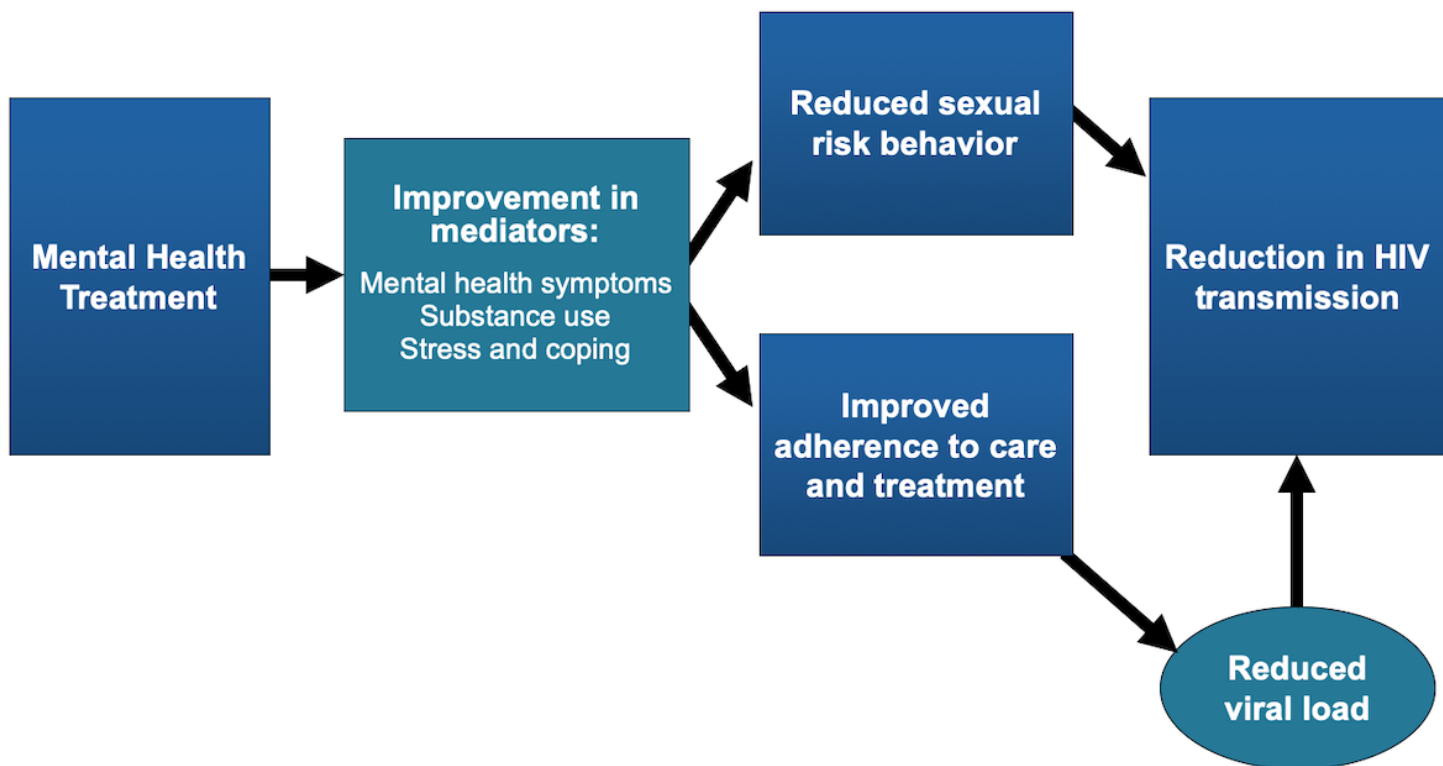 Mental Health
Treatment
Improvement in
mediators:
Mental health symptoms
Substance use
Stress and coping
Reduced sexual
risk behavior
Improved
adherence to care
and treatment
Reduction in HIV
transmission
Reduced
viral load